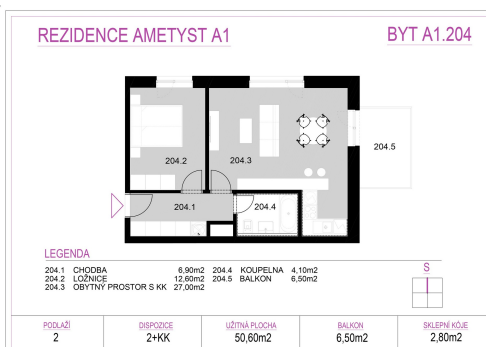 REZIDENCE AMETYST A1
BYT A1.204
204.2
204.3
204.5
204.1
204.4
LEGENDA
204.1 CHODBA 6,90m2 204.4 KOUPELNA 4,10m2
204.2 LOŽNICE 12,60m2 204.5 BALKON 6,50m2
204.3 OBYTNÝ PROSTOR S KK 27,00m2
S
PODLAŽÍ DISPOZICE UŽITNÁ PLOCHA BALKON SKLEPNÍ KÓJE
2 2+KK 50,60m2 6,50m2 2,80m2